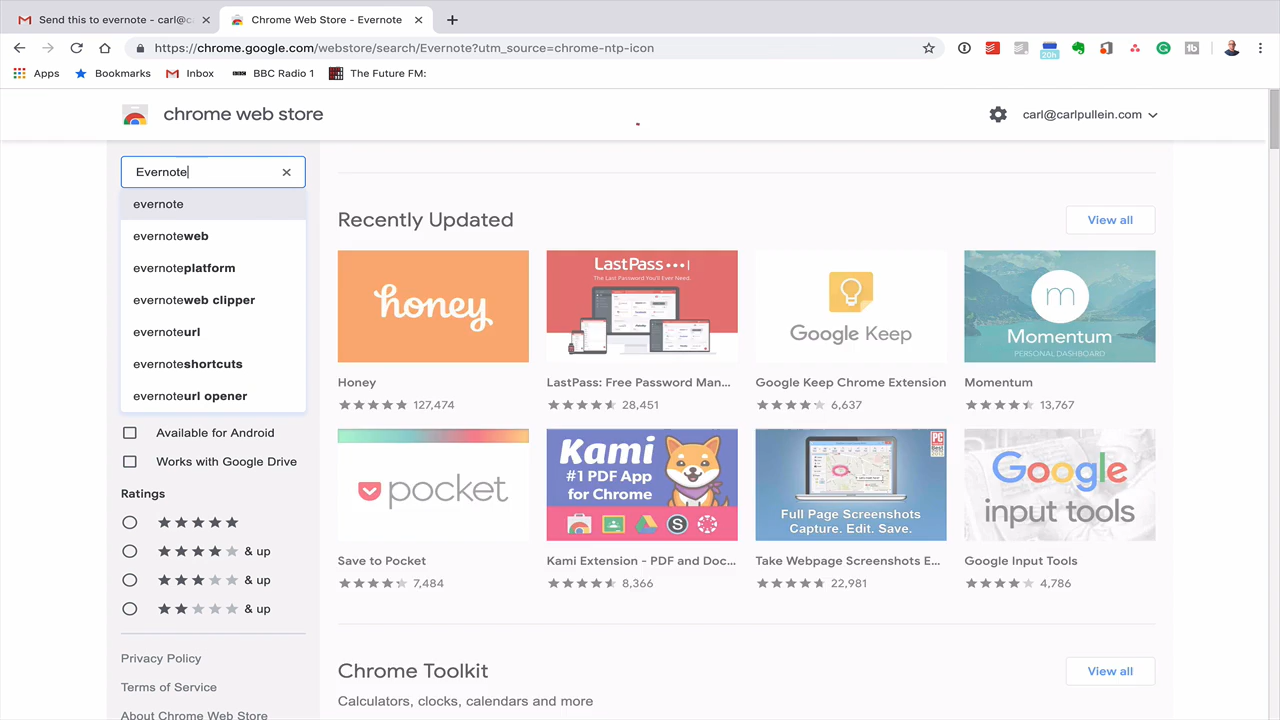 Send this to evernote - carl@c
Chrome Web Store - Evernote
https://chrome.google.com/webstore/search/Evernote?utm_source=chrome-ntp-icon
20h
Apps
Bookmarks
Inbox
BBC Radio 1
The Future FM:
chrome web store
carl@carlpullein.com
Evernote
evernote
evernoteweb
evernoteplatform
evernoteweb clipper
evernoteurl
evernoteshortcuts
evernoteurl opener
Available for Android
Works with Google Drive
Ratings
& up
& up
& up
Privacy Policy
Terms of Service
About Chrome Web Store
Recently Updated
View all
honey
LastPass
The Last Password You'll Ever Need.
Google Keep
Momentum
PERSONAL DASHBOARD
Honey
LastPass: Free Password Man...
Google Keep Chrome Extension
Momentum
127,474
28,451
6,637
13,767
pocket
Kami
#1 PDF App
for Chrome
PC
Full Page Screenshots
Capture. Edit. Save.
Google
input tools
Save to Pocket
Kami Extension - PDF and Doc...
Take Webpage Screenshots E...
Google Input Tools
7,484
8,366
22,981
4,786
Chrome Toolkit
View all
Calculators, clocks, calendars and more